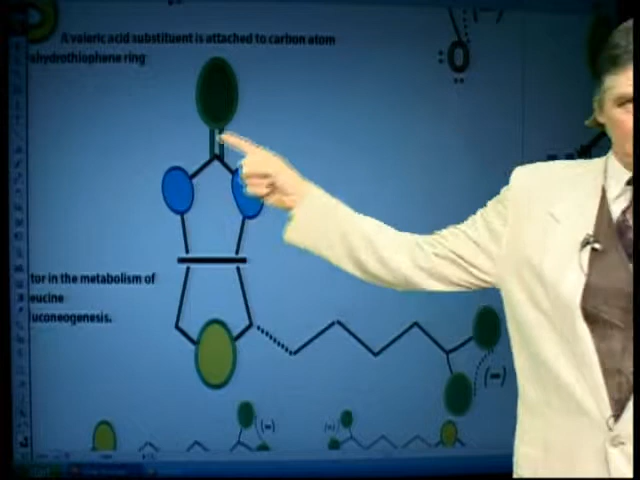 A valeric acid substituent is attached to carbon atom
ahydrothiophene ring
:O:
tor in the metabolism of
eucine
uconeogenesis.
(-)
(-)
(-)